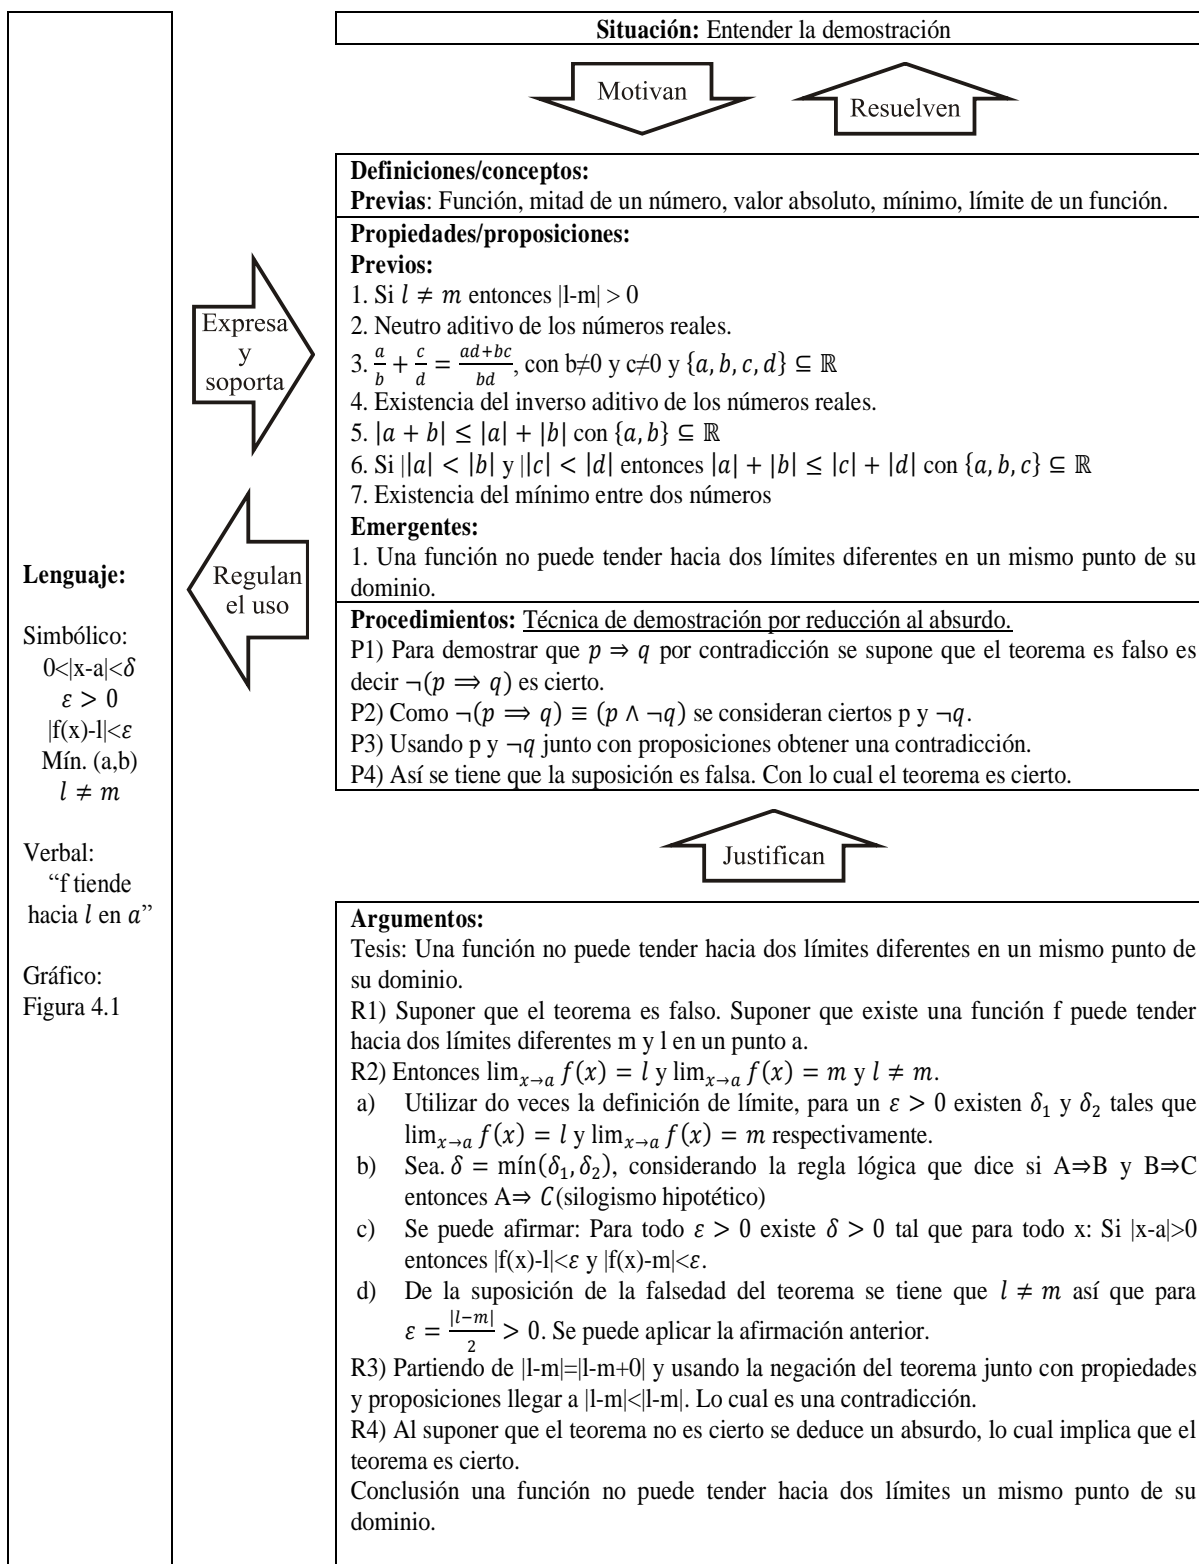 Situación: Entender la demostración
Motivan
Resuelven
Definiciones/conceptos:
Previas: Función, mitad de un número, valor absoluto, mínimo, límite de un función.
Propiedades/proposiciones:
Previos:
1. Si l ≠ m entonces |l-m| > 0
2. Neutro aditivo de los números reales.
3. a/b + c/d = (ad+bc)/bd, con b≠0 y c≠0 y {a, b, c, d} ⊆ ℝ
4. Existencia del inverso aditivo de los números reales.
5. |a + b| ≤ |a| + |b| con {a, b} ⊆ ℝ
6. Si ||a| < |b| y ||c| < |d| entonces |a| + |b| ≤ |c| + |d| con {a, b, c} ⊆ ℝ
7. Existencia del mínimo entre dos números
Emergentes:
1. Una función no puede tender hacia dos límites diferentes en un mismo punto de su
dominio.
Procedimientos: Técnica de demostración por reducción al absurdo.
P1) Para demostrar que p ⇒ q por contradicción se supone que el teorema es falso es
decir ¬(p ⟹ q) es cierto.
P2) Como ¬(p ⟹ q) ≡ (p ∧ ¬q) se consideran ciertos p y ¬q.
P3) Usando p y ¬q junto con proposiciones obtener una contradicción.
P4) Así se tiene que la suposición es falsa. Con lo cual el teorema es cierto.
Expresa
y
soporta
Regulan
el uso
Lenguaje:
Simbólico:
0<|x-a|<δ
ε > 0
|f(x)-l|<ε
Mín. (a,b)
l ≠ m
Verbal:
“f tiende
hacia l en a”
Gráfico:
Figura 4.1
Justifican
Argumentos:
Tesis: Una función no puede tender hacia dos límites diferentes en un mismo punto de
su dominio.
R1) Suponer que el teorema es falso. Suponer que existe una función f puede tender
hacia dos límites diferentes m y l en un punto a.
R2) Entonces lim_{x→a} f(x) = l y lim_{x→a} f(x) = m y l ≠ m.
a) Utilizar do veces la definición de límite, para un ε > 0 existen δ₁ y δ₂ tales que
lim_{x→a} f(x) = l y lim_{x→a} f(x) = m respectivamente.
b) Sea. δ = mín(δ₁, δ₂), considerando la regla lógica que dice si A⇒B y B⇒C
entonces A⇒ C(silogismo hipotético)
c) Se puede afirmar: Para todo ε > 0 existe δ > 0 tal que para todo x: Si |x-a|>0
entonces |f(x)-l|<ε y |f(x)-m|<ε.
d) De la suposición de la falsedad del teorema se tiene que l ≠ m así que para
ε = |l−m|/2 > 0. Se puede aplicar la afirmación anterior.
R3) Partiendo de |l-m|=|l-m+0| y usando la negación del teorema junto con propiedades
y proposiciones llegar a |l-m|<|l-m|. Lo cual es una contradicción.
R4) Al suponer que el teorema no es cierto se deduce un absurdo, lo cual implica que el
teorema es cierto.
Conclusión una función no puede tender hacia dos límites un mismo punto de su
dominio.